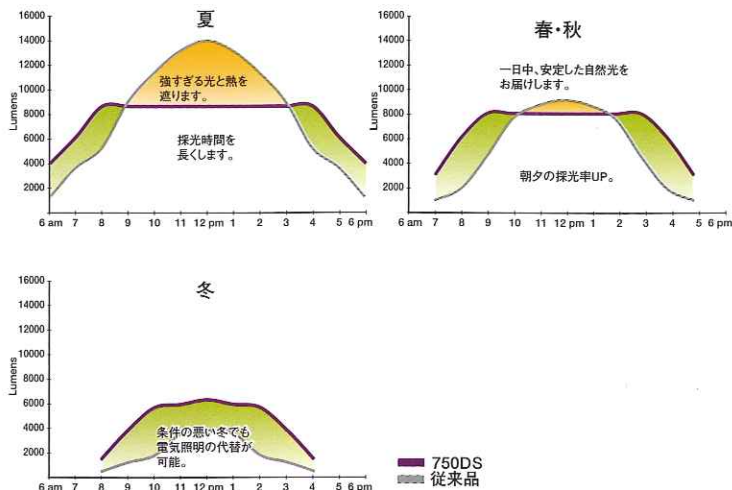 夏
16000
14000
12000
10000
8000
6000
4000
2000
Lumens
強すぎる光と熱を
遮ります。
採光時間を
長くします。
6 am 7 8 9 10 11 12 pm 1 2 3 4 5 6 pm
春・秋
16000
14000
12000
10000
8000
6000
4000
2000
Lumens
一日中、安定した自然光を
お届けします。
朝夕の採光率UP。
6 am 7 8 9 10 11 12 pm 1 2 3 4 5 6 pm
冬
16000
14000
12000
10000
8000
6000
4000
2000
Lumens
条件の悪い冬でも
電気照明の代替が
可能。
6 am 7 8 9 10 11 12 pm 1 2 3 4 5 6 pm
750DS
従来品